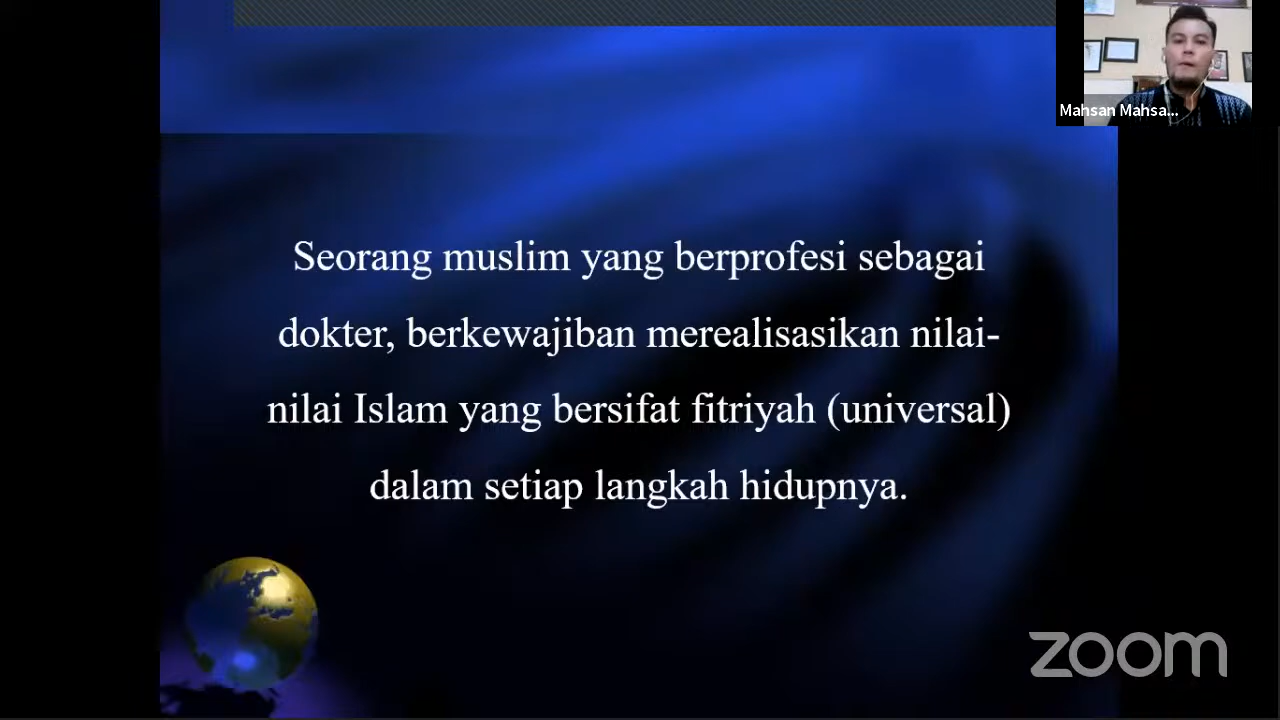 Mahsan Mahsa...
Seorang muslim yang berprofesi sebagai
dokter, berkewajiban merealisasikan nilai-
nilai Islam yang bersifat fitriyah (universal)
dalam setiap langkah hidupnya.
zoom